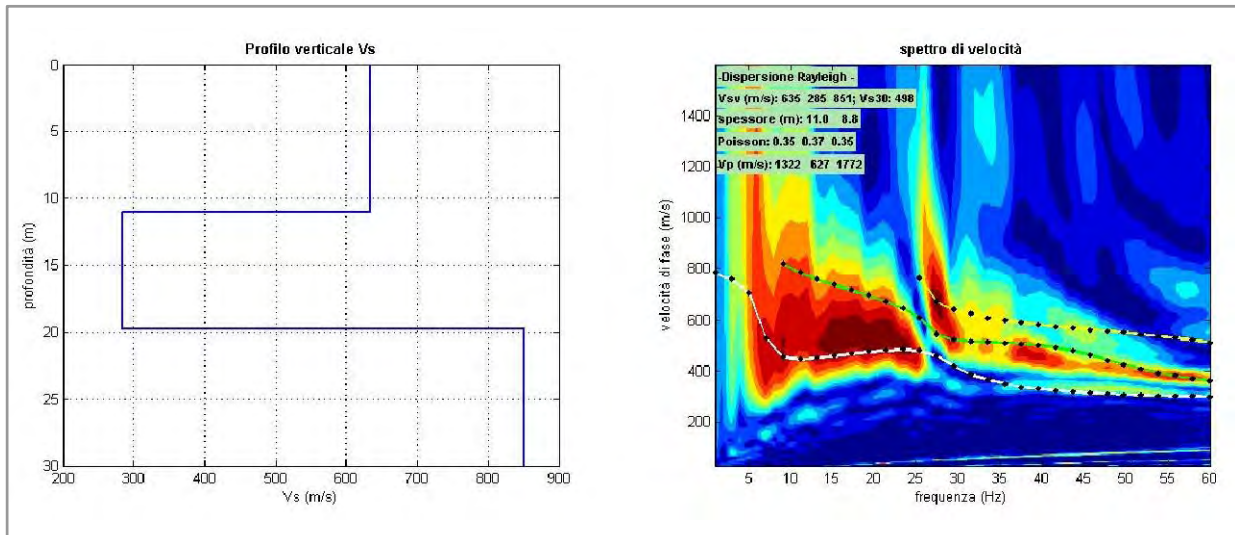 Profilo verticale Vs
0
5
10
15
20
25
30
profondità (m)
200 300 400 500 600 700 800 900
Vs (m/s)
spettro di velocità
-Dispersione Rayleigh -
Vsv (m/s): 635 285 851; Vs30: 498
spessore (m): 11.0 8.8
Poisson: 0.35 0.37 0.35
Vp (m/s): 1322 627 1772
1400
1200
1000
800
600
400
200
velocità di fase (m/s)
5 10 15 20 25 30 35 40 45 50 55 60
frequenza (Hz)